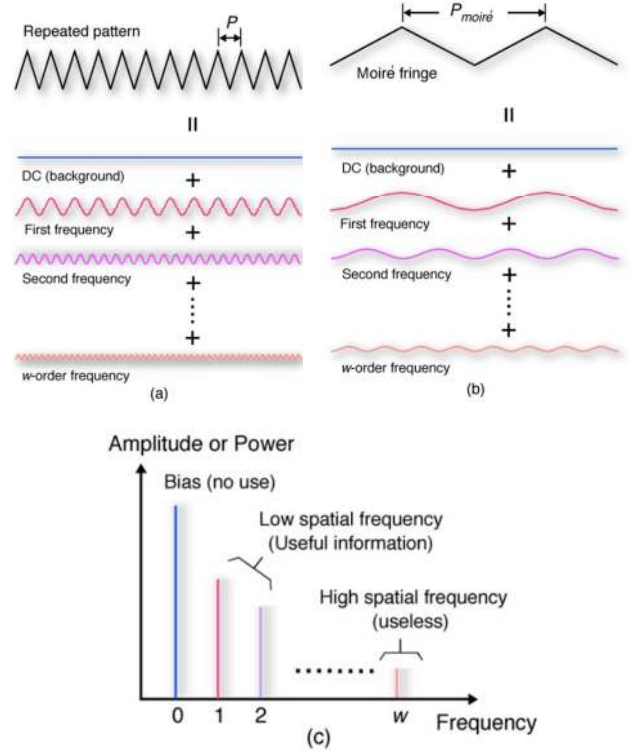 Repeated pattern
P
=
DC (background)
+
First frequency
+
Second frequency
+
+
w-order frequency
(a)
P moiré
Moiré fringe
=
DC (background)
+
First frequency
+
Second frequency
+
+
w-order frequency
(b)
Amplitude or Power
Bias (no use)
Low spatial frequency
(Useful information)
High spatial frequency
(useless)
0 1 2 w
Frequency
(c)